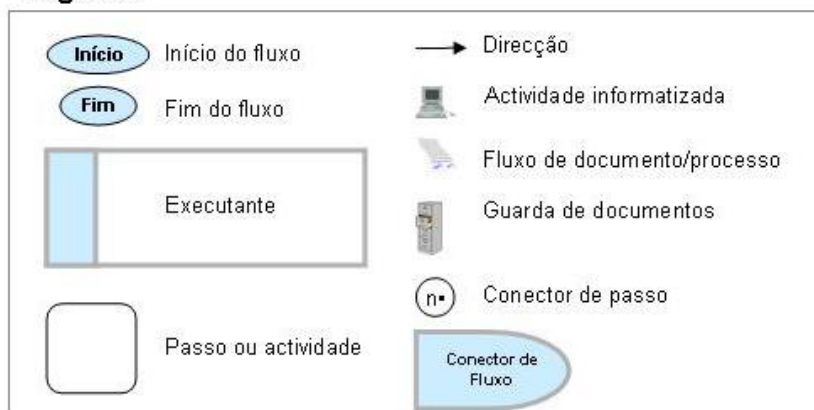 Início Início do fluxo
Fim Fim do fluxo
Executante
Passo ou actividade
Direcção
Actividade informatizada
Fluxo de documento/processo
Guarda de documentos
n• Conector de passo
Conector de
Fluxo